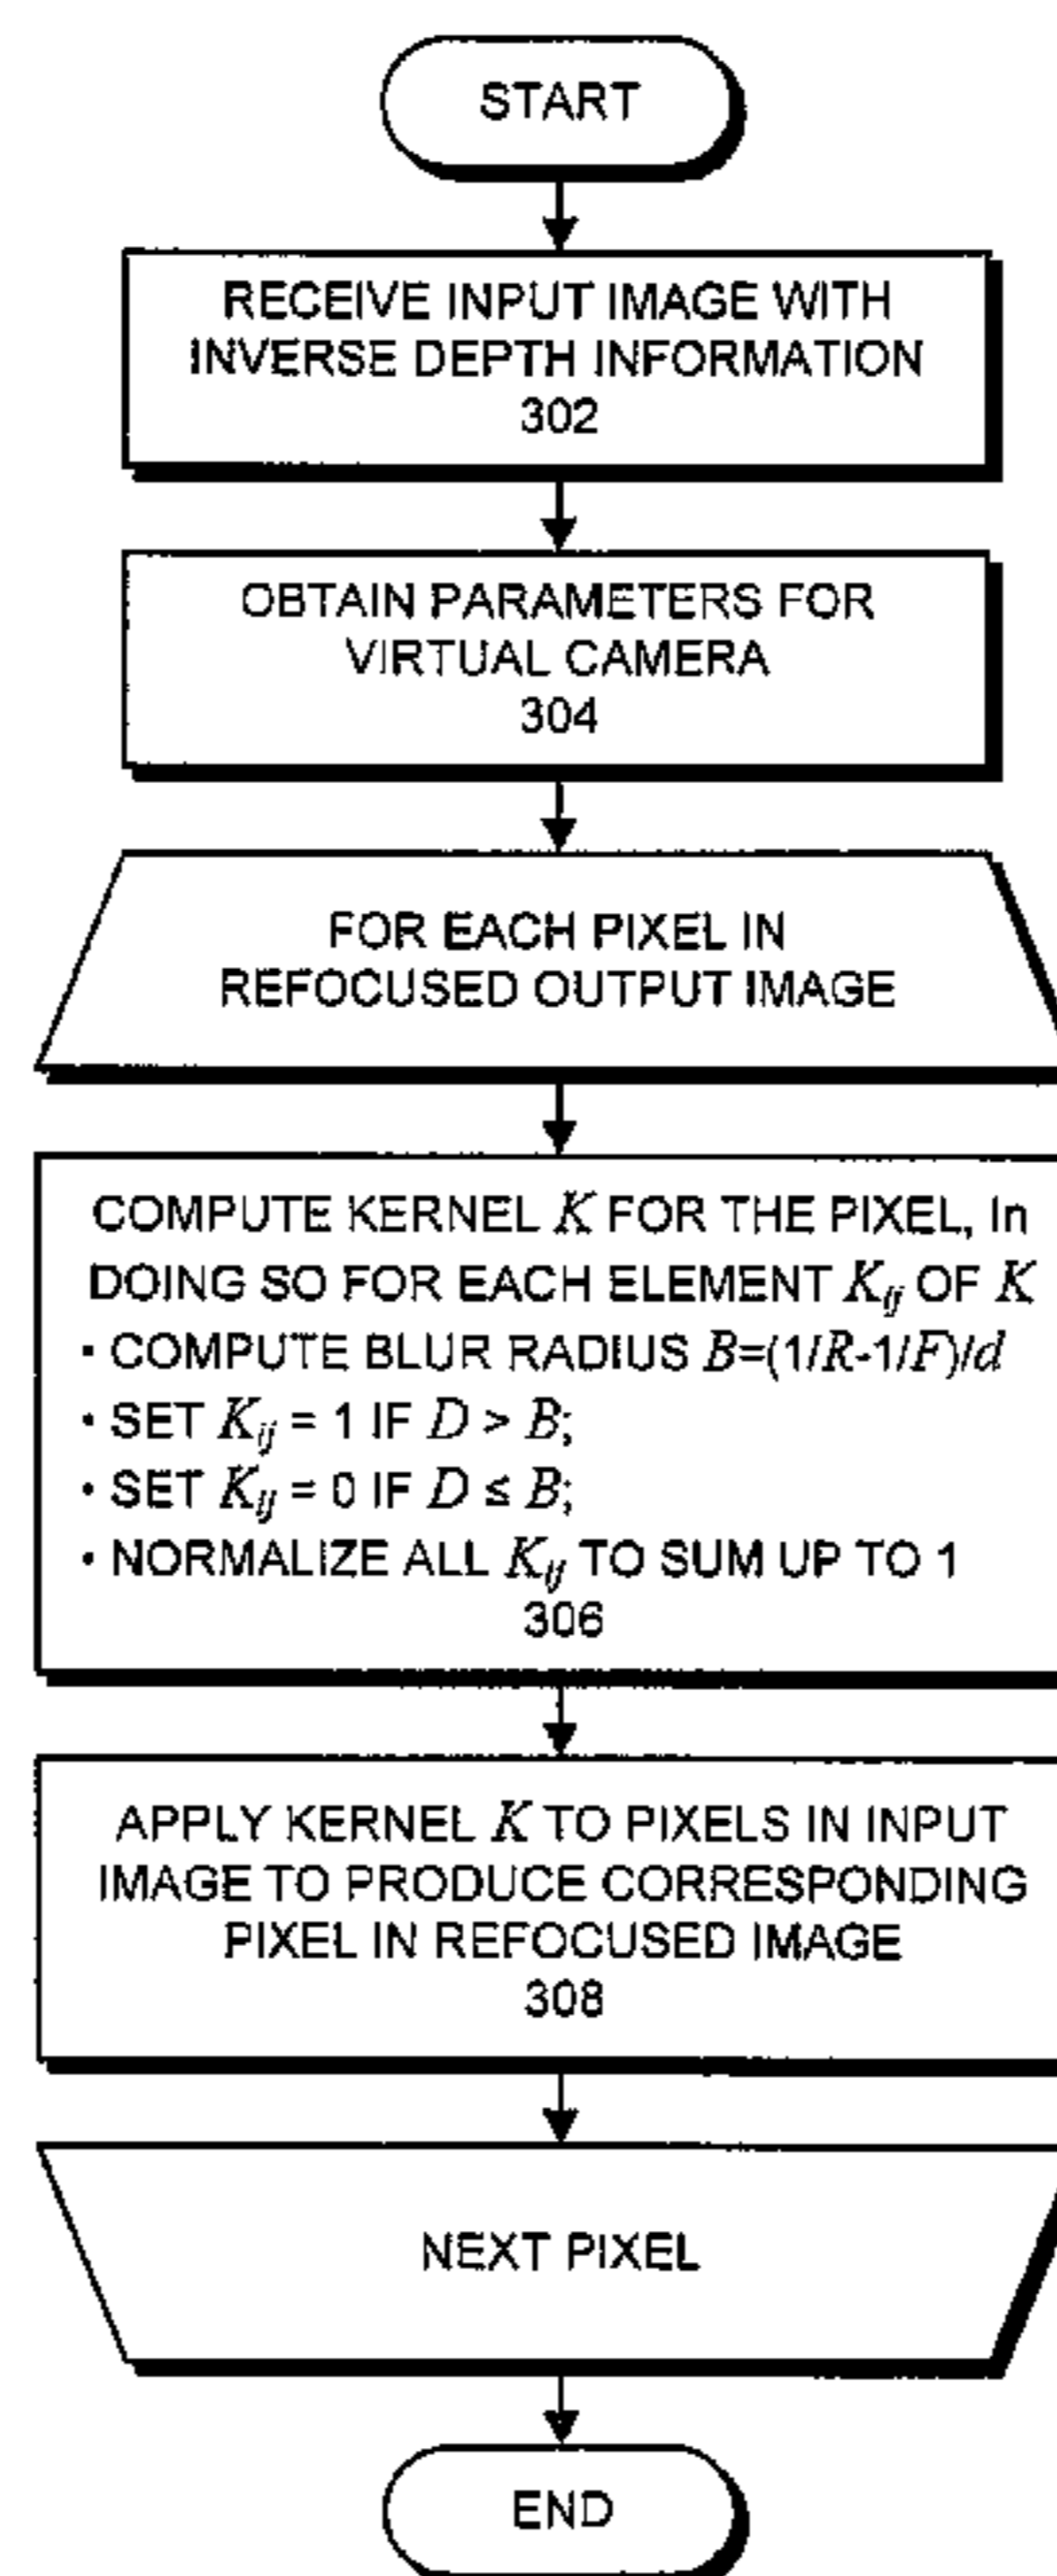 START
RECEIVE INPUT IMAGE WITH
INVERSE DEPTH INFORMATION
302
OBTAIN PARAMETERS FOR
VIRTUAL CAMERA
304
FOR EACH PIXEL IN
REFOCUSED OUTPUT IMAGE
COMPUTE KERNEL K FOR THE PIXEL, In
DOING SO FOR EACH ELEMENT Kij OF K
• COMPUTE BLUR RADIUS B=(1/R-1/F)/d
• SET Kij = 1 IF D > B;
• SET Kij = 0 IF D ≤ B;
• NORMALIZE ALL Kij TO SUM UP TO 1
306
APPLY KERNEL K TO PIXELS IN INPUT
IMAGE TO PRODUCE CORRESPONDING
PIXEL IN REFOCUSED IMAGE
308
NEXT PIXEL
END